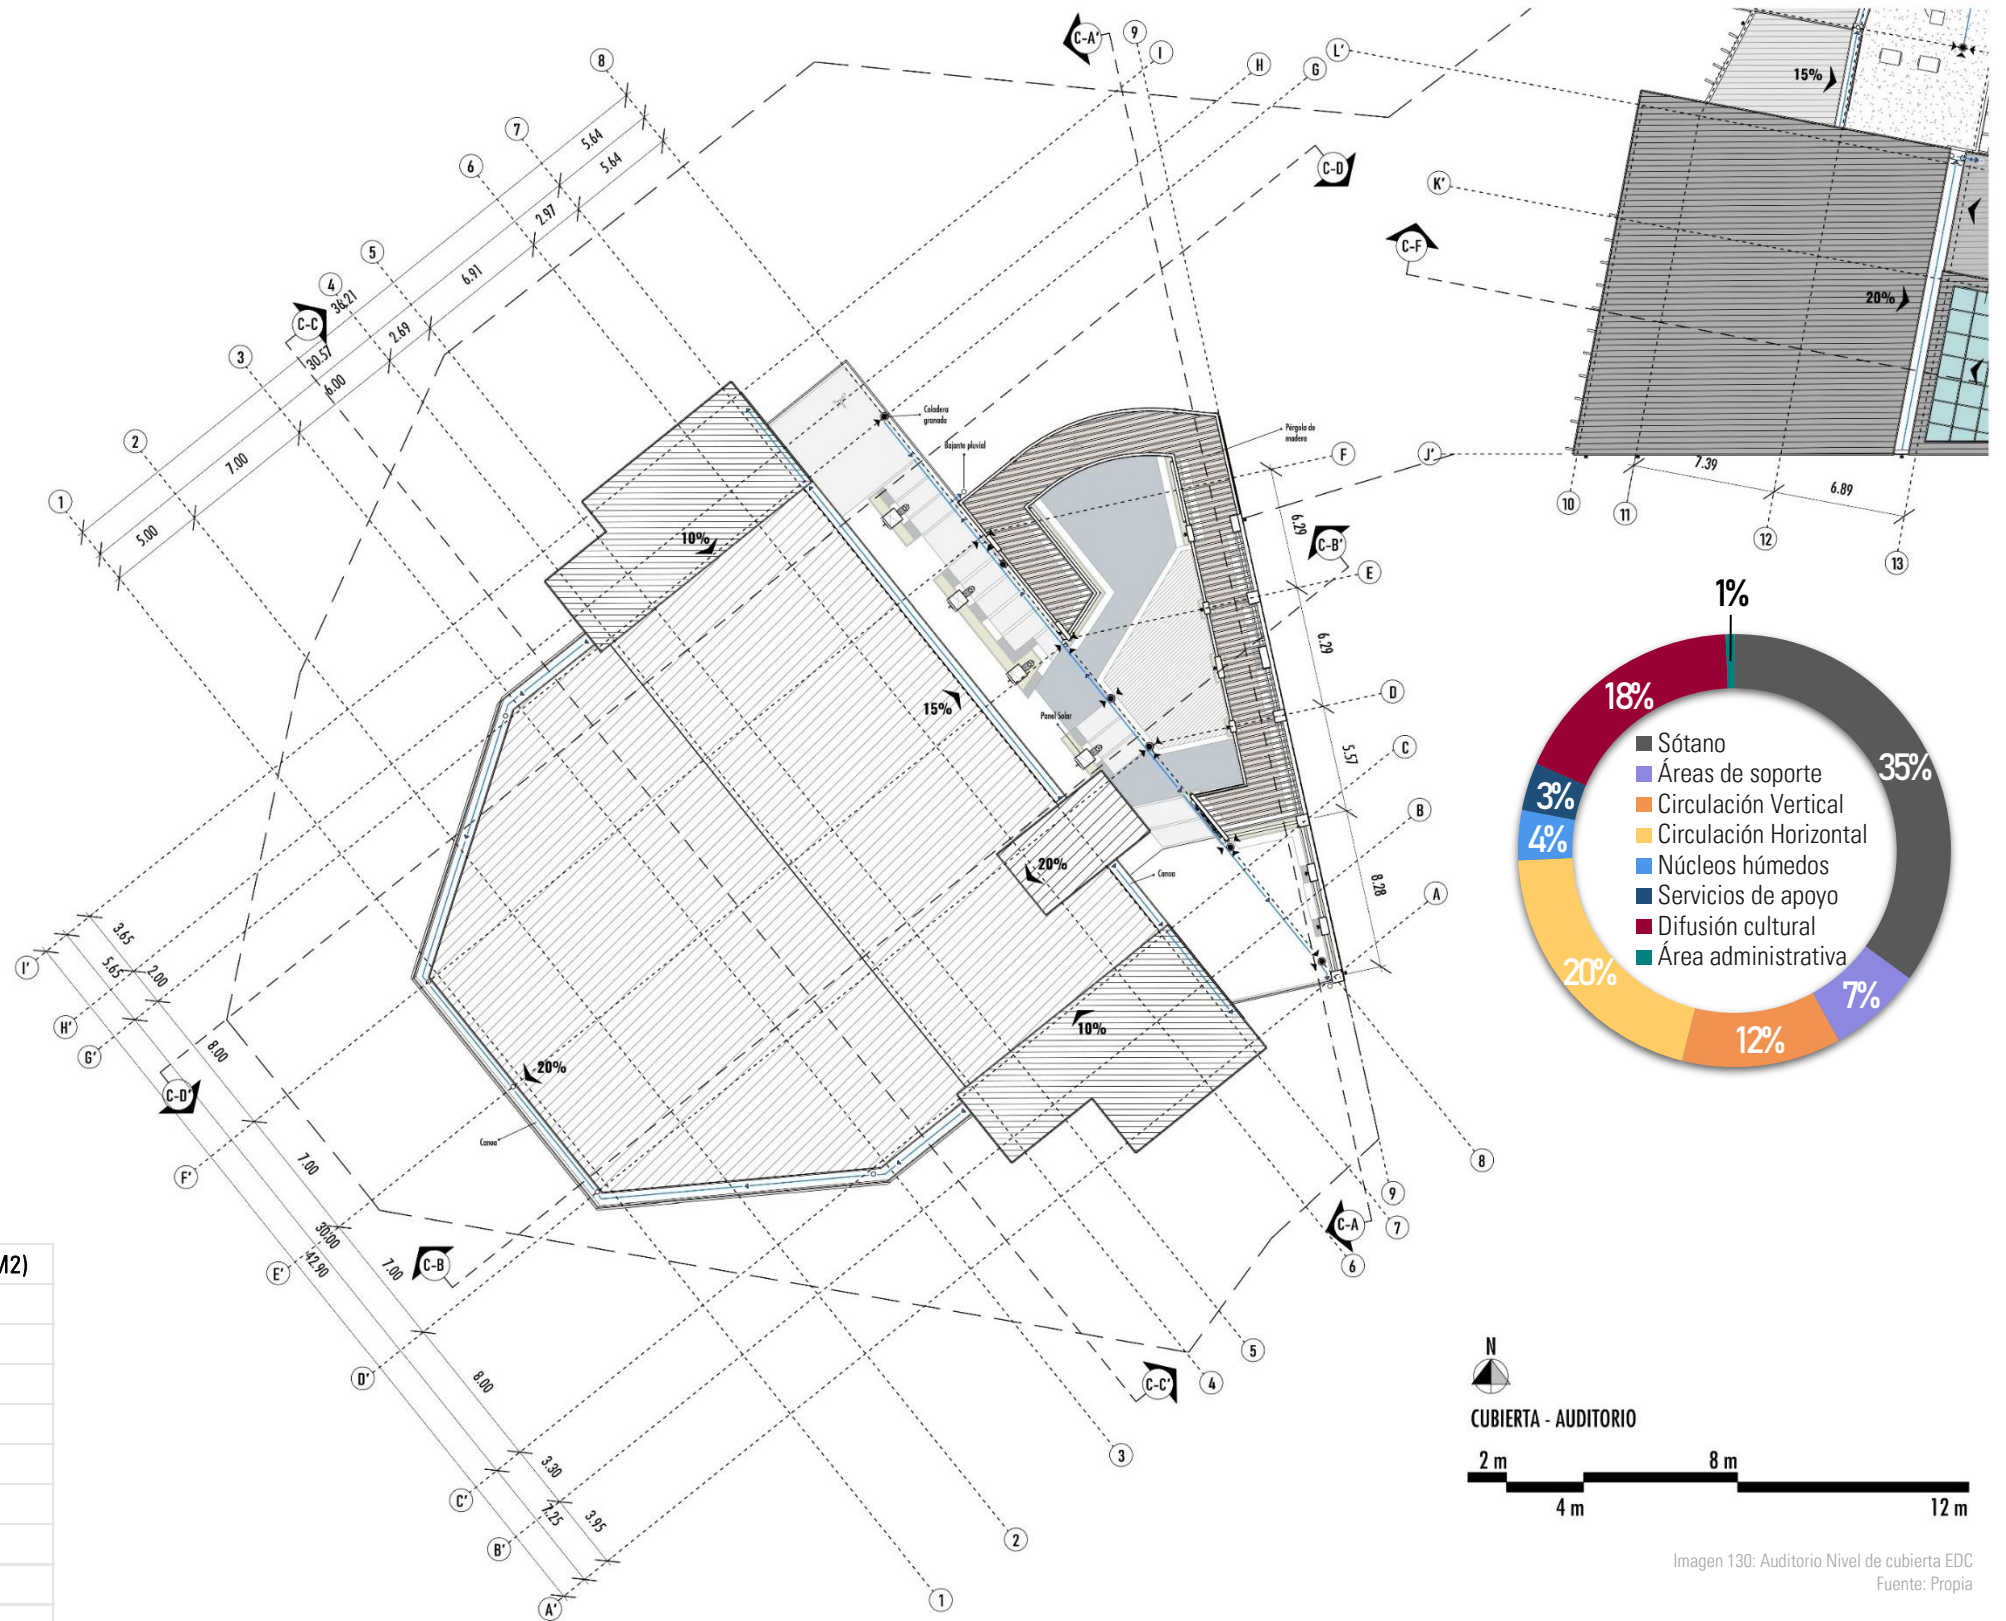 C-A'
9
I
H
G
L'
8
7
6
5
4
3
2
1
5.64
5.64
2.97
6.91
2.69
36.21
30.57
6.00
7.00
5.00
C-C
C-D
K'
C-F
J'
15%
20%
7.39
6.89
10
11
12
13
Coladera
granada
Bajante pluvial
Pérgola de
madera
F
6.29
C-B'
E
6.29
D
5.57
C
B
8.28
A
10%
15%
Panel Solar
20%
Canoa
10%
20%
Canoa
I'
H'
G'
F'
E'
D'
C'
B'
A'
3.65
5.65
2.00
8.00
7.00
30.00
42.90
7.00
8.00
3.30
7.25
3.95
C-D'
C-B
C-C'
C-A
8
9
7
6
5
4
3
2
1
1%
18%
35%
3%
4%
20%
12%
7%
Sótano
Áreas de soporte
Circulación Vertical
Circulación Horizontal
Núcleos húmedos
Servicios de apoyo
Difusión cultural
Área administrativa
M2)
N
CUBIERTA - AUDITORIO
2 m
8 m
4 m
12 m
Imagen 130: Auditorio Nivel de cubierta EDC
Fuente: Propia